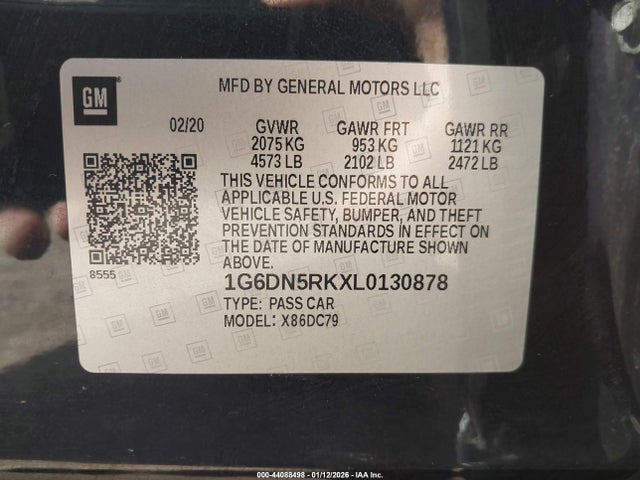 GM
MFD BY GENERAL MOTORS LLC
02/20 GVWR GAWR FRT GAWR RR
2075 KG 953 KG 1121 KG
4573 LB 2102 LB 2472 LB
THIS VEHICLE CONFORMS TO ALL
APPLICABLE U.S. FEDERAL MOTOR
VEHICLE SAFETY, BUMPER, AND THEFT
PREVENTION STANDARDS IN EFFECT ON
THE DATE OF MANUFACTURE SHOWN
ABOVE.
8555
1G6DN5RKXL0130878
TYPE: PASS CAR
MODEL: X86DC79
000-44088498 - 01/12/2026 - IAA Inc.